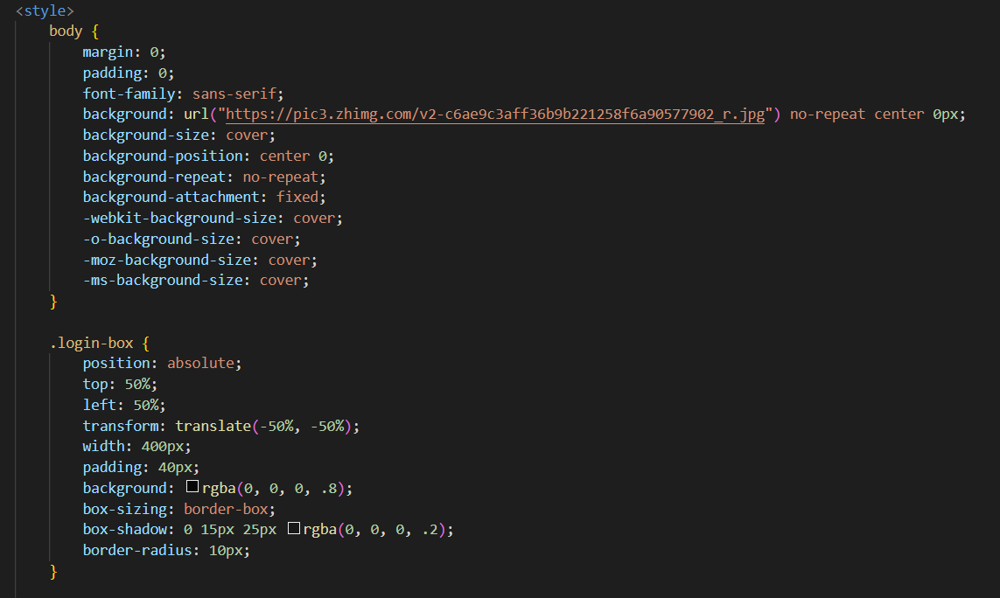 <style>
body {
margin: 0;
padding: 0;
font-family: sans-serif;
background: url("https://pic3.zhimg.com/v2-c6ae9c3aff36b9b221258f6a90577902_r.jpg") no-repeat center 0px;
background-size: cover;
background-position: center 0;
background-repeat: no-repeat;
background-attachment: fixed;
-webkit-background-size: cover;
-o-background-size: cover;
-moz-background-size: cover;
-ms-background-size: cover;
}
.login-box {
position: absolute;
top: 50%;
left: 50%;
transform: translate(-50%, -50%);
width: 400px;
padding: 40px;
background: rgba(0, 0, 0, .8);
box-sizing: border-box;
box-shadow: 0 15px 25px rgba(0, 0, 0, .2);
border-radius: 10px;
}